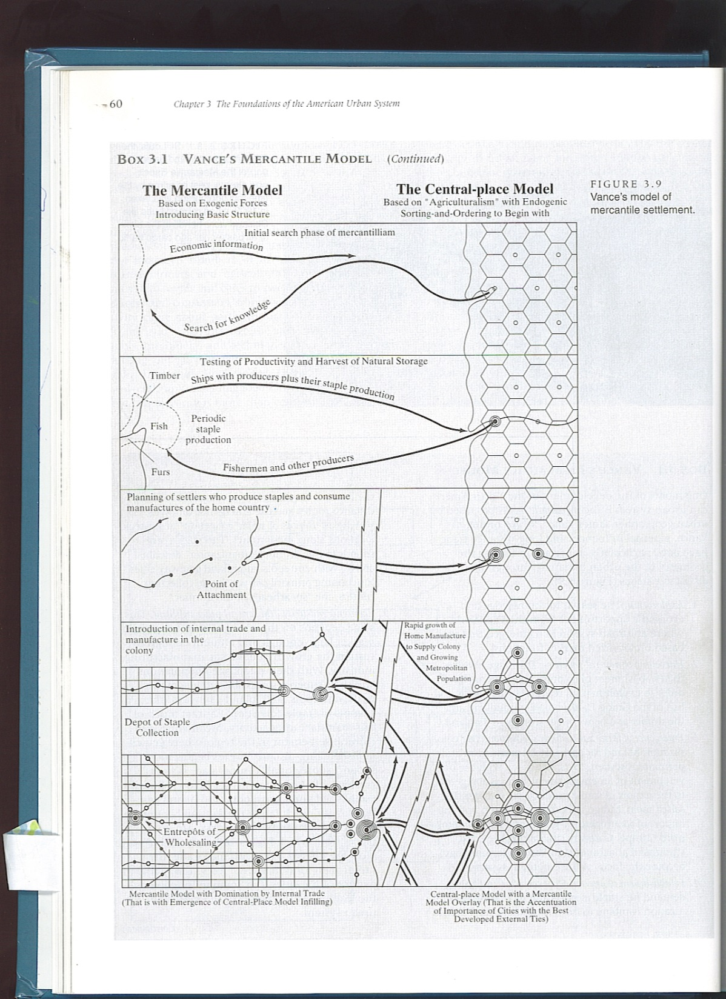 60
Chapter 3 The Foundations of the American Urban System
BOX 3.1 VANCE'S MERCANTILE MODEL (Continued)
The Mercantile Model
Based on Exogenic Forces
Introducing Basic Structure
The Central-place Model
Based on "Agriculturalism" with Endogenic
Sorting-and-Ordering to Begin with
FIGURE 3.9
Vance's model of
mercantile settlement.
Initial search phase of mercantilliam
Economic information
Search for knowledge
Testing of Productivity and Harvest of Natural Storage
Timber
Ships with producers plus their staple production
Fish
Periodic
staple
production
Furs
Fishermen and other producers
Planning of settlers who produce staples and consume
manufactures of the home country
Point of
Attachment
Introduction of internal trade and
manufacture in the
colony
Rapid growth of
Home Manufacture
to Supply Colony
and Growing
Metropolitan
Population
Depot of Staple
Collection
Entrepôts of
Wholesaling
Mercantile Model with Domination by Internal Trade
(That is with Emergence of Central-Place Model Infilling)
Central-place Model with a Mercantile
Model Overlay (That is the Accentuation
of Importance of Cities with the Best
Developed External Ties)